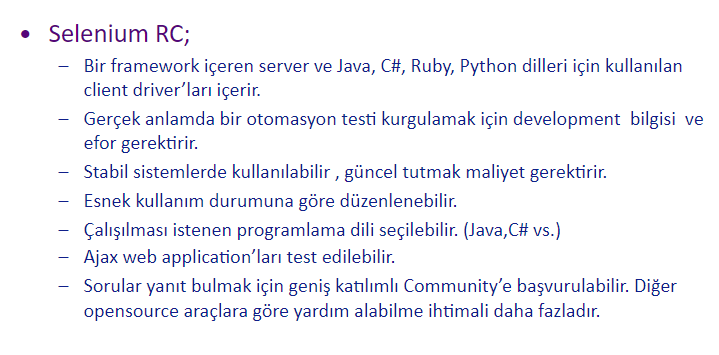 • Selenium RC;
– Bir framework içeren server ve Java, C#, Ruby, Python dilleri için kullanılan
client driver’ları içerir.
– Gerçek anlamda bir otomasyon testi kurgulamak için development  bilgisi  ve
efor gerektirir.
– Stabil sistemlerde kullanılabilir , güncel tutmak maliyet gerektirir.
– Esnek kullanım durumuna göre düzenlenebilir.
– Çalışılması istenen programlama dili seçilebilir. (Java,C# vs.)
– Ajax web application’ları test edilebilir.
– Sorular yanıt bulmak için geniş katılımlı Community’e başvurulabilir. Diğer
opensource araçlara göre yardım alabilme ihtimali daha fazladır.